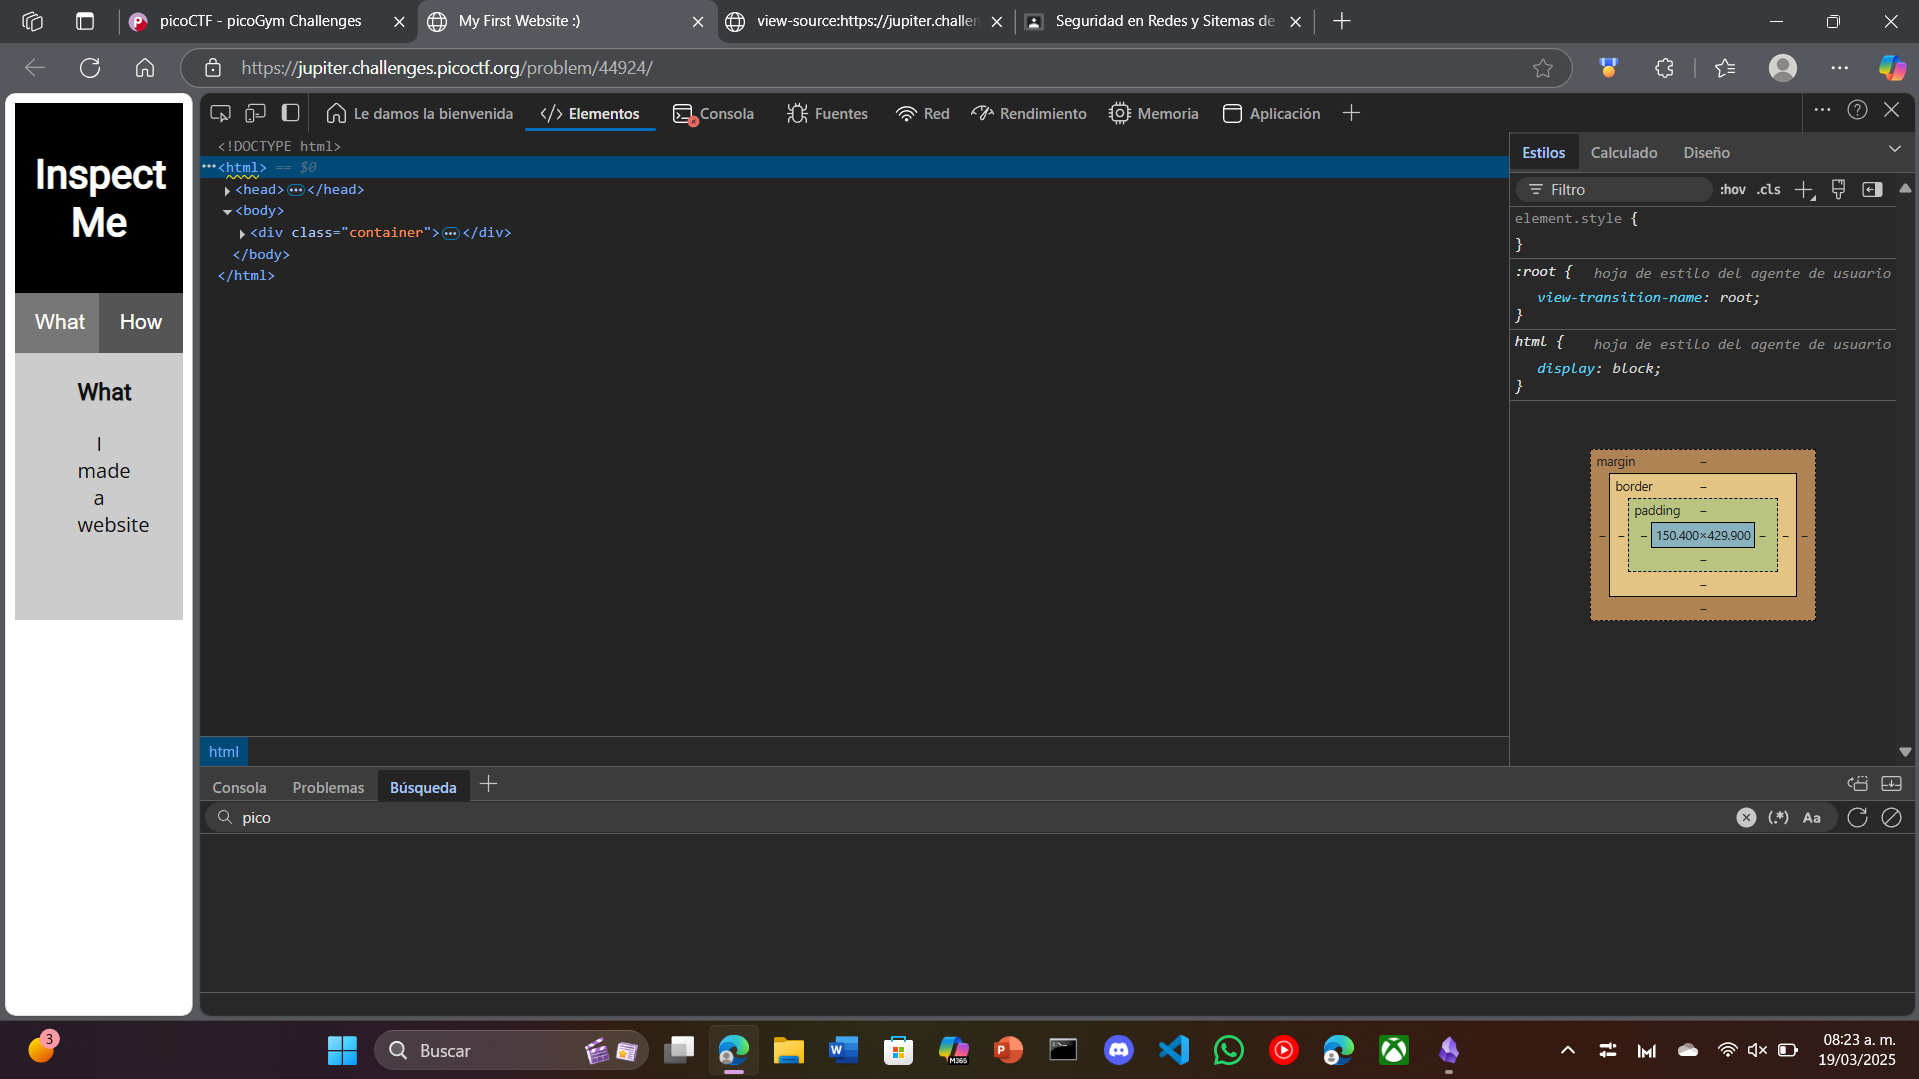 picoCTF - picoGym Challenges
My First Website :)
view-source:https://jupiter.challen
Seguridad en Redes y Sitemas de
https://jupiter.challenges.picoctf.org/problem/44924/
Inspect
Me
What
How
What
I
made
a
website
Le damos la bienvenida
</> Elementos
Consola
Fuentes
Red
Rendimiento
Memoria
Aplicación
<!DOCTYPE html>
<html> == $0
<head>…</head>
<body>
<div class="container">…</div>
</body>
</html>
html
Estilos
Calculado
Diseño
Filtro
:hov .cls
element.style {
}
:root { hoja de estilo del agente de usuario
view-transition-name: root;
}
html { hoja de estilo del agente de usuario
display: block;
}
margin –
border –
padding –
– – – 150.400×429.900 – – –
–
–
–
Consola
Problemas
Búsqueda
pico
(.*) Aa
3
Buscar
M365
08:23 a. m.
19/03/2025